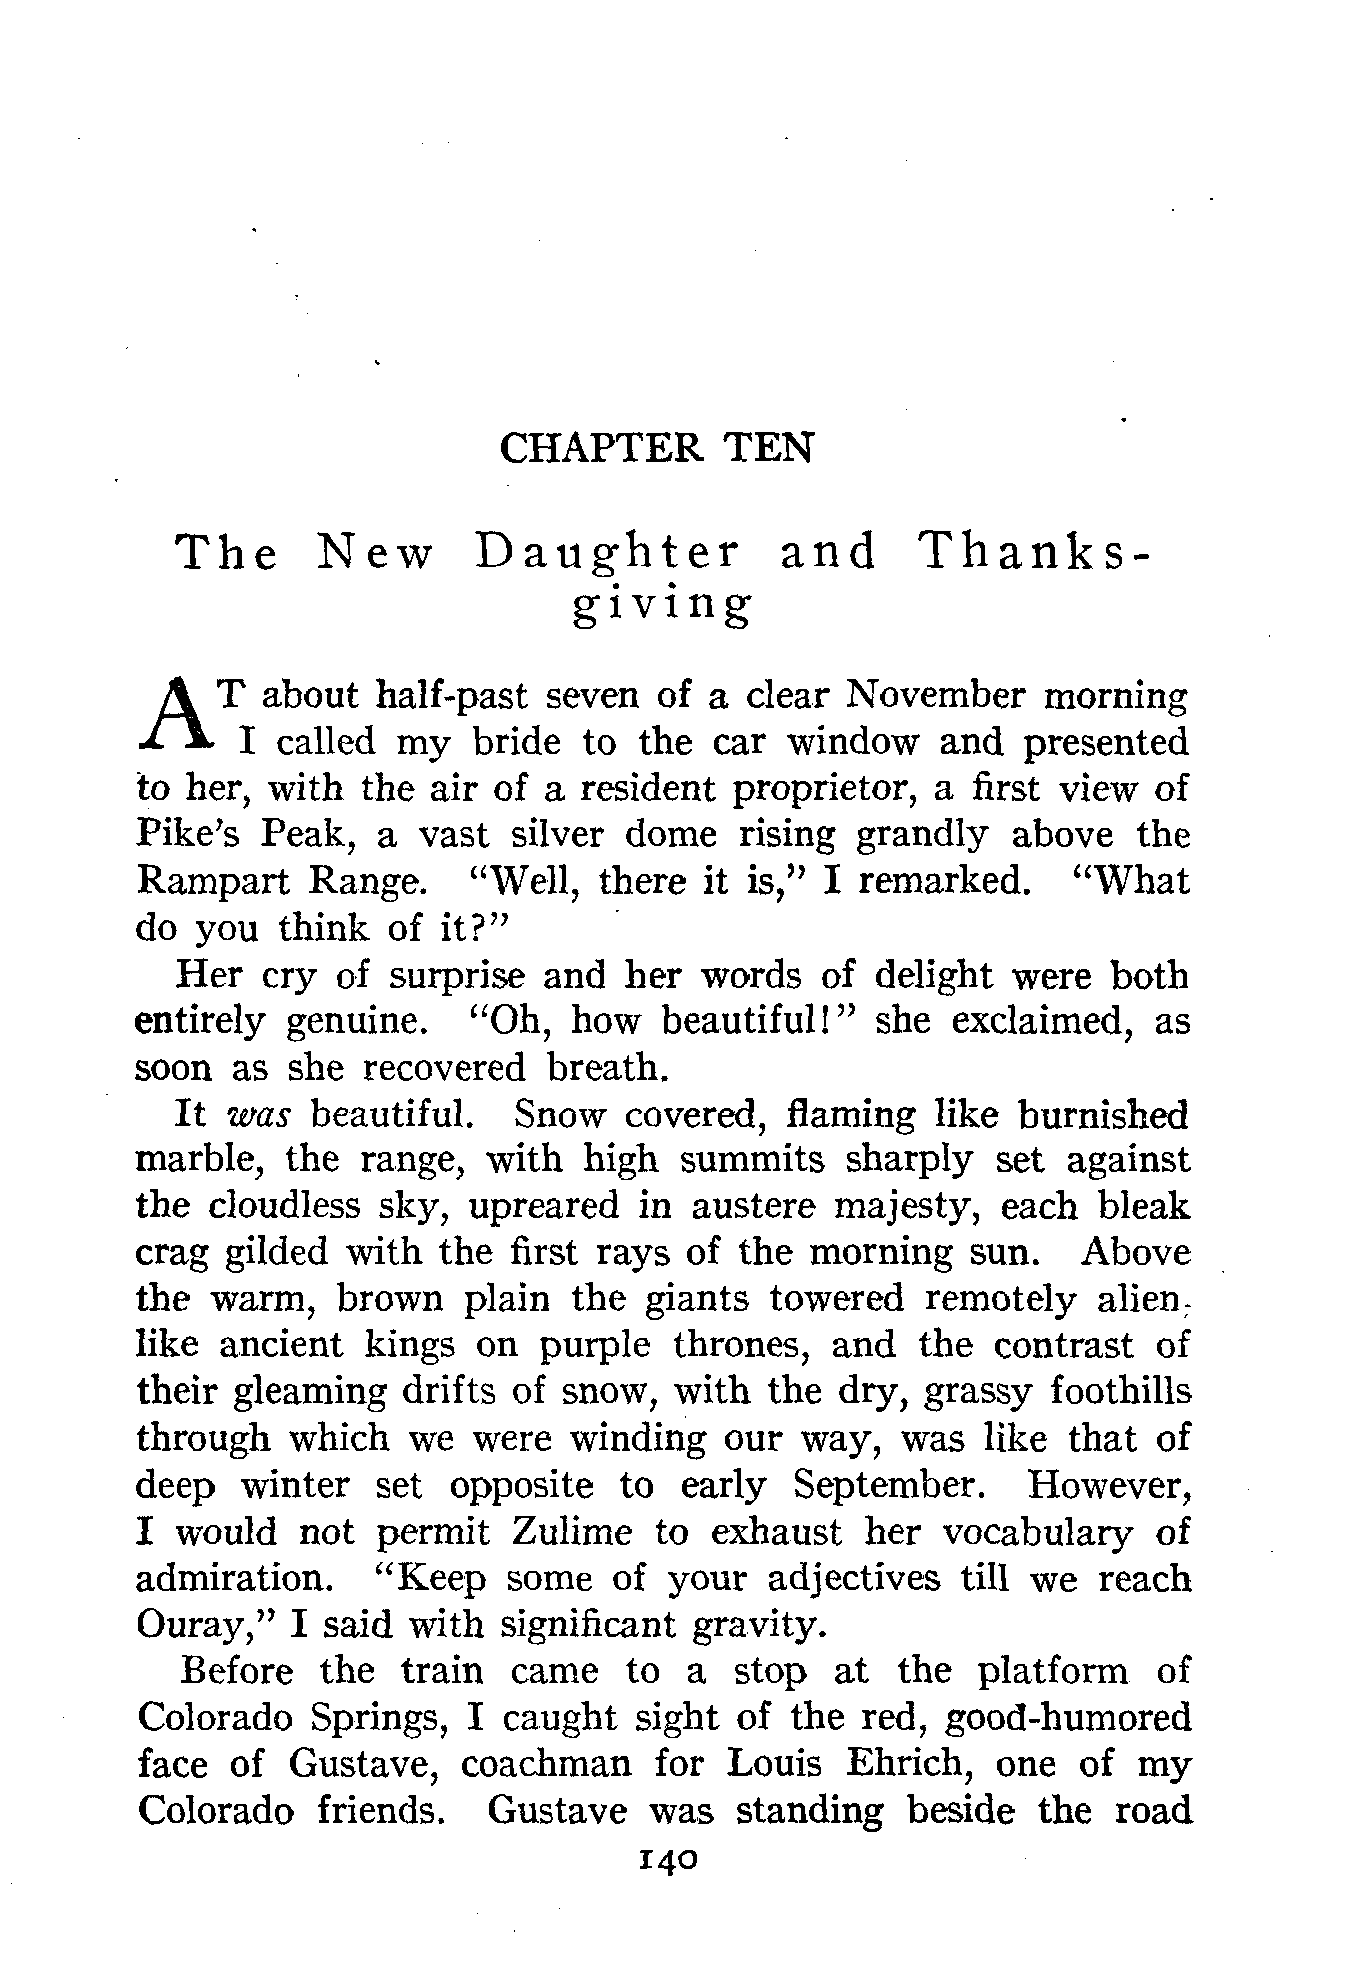 CHAPTER TEN
The New Daughter and Thanks-
giving
AT about half-past seven of a clear November morning
I called my bride to the car window and presented
to her, with the air of a resident proprietor, a first view of
Pike's Peak, a vast silver dome rising grandly above the
Rampart Range. “Well, there it is,” I remarked. “What
do you think of it?”
Her cry of surprise and her words of delight were both
entirely genuine. “Oh, how beautiful!” she exclaimed, as
soon as she recovered breath.
It was beautiful. Snow covered, flaming like burnished
marble, the range, with high summits sharply set against
the cloudless sky, upreared in austere majesty, each bleak
crag gilded with the first rays of the morning sun. Above
the warm, brown plain the giants towered remotely alien,
like ancient kings on purple thrones, and the contrast of
their gleaming drifts of snow, with the dry, grassy foothills
through which we were winding our way, was like that of
deep winter set opposite to early September. However,
I would not permit Zulime to exhaust her vocabulary of
admiration. “Keep some of your adjectives till we reach
Ouray,” I said with significant gravity.
Before the train came to a stop at the platform of
Colorado Springs, I caught sight of the red, good-humored
face of Gustave, coachman for Louis Ehrich, one of my
Colorado friends. Gustave was standing beside the road
140